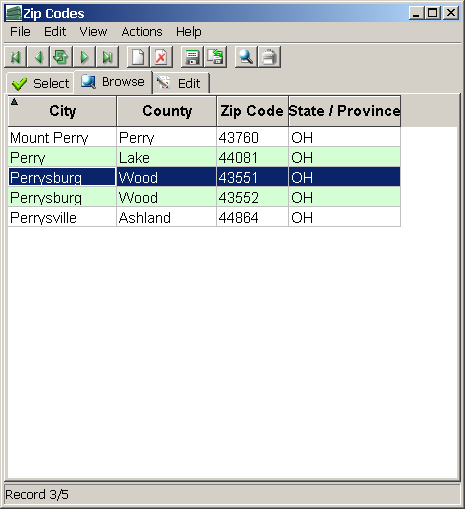 Zip Codes
File Edit View Actions Help
Select Browse Edit
City County Zip Code State / Province
Mount Perry Perry 43760 OH
Perry Lake 44081 OH
Perrysburg Wood 43551 OH
Perrysburg Wood 43552 OH
Perrysville Ashland 44864 OH
Record 3/5